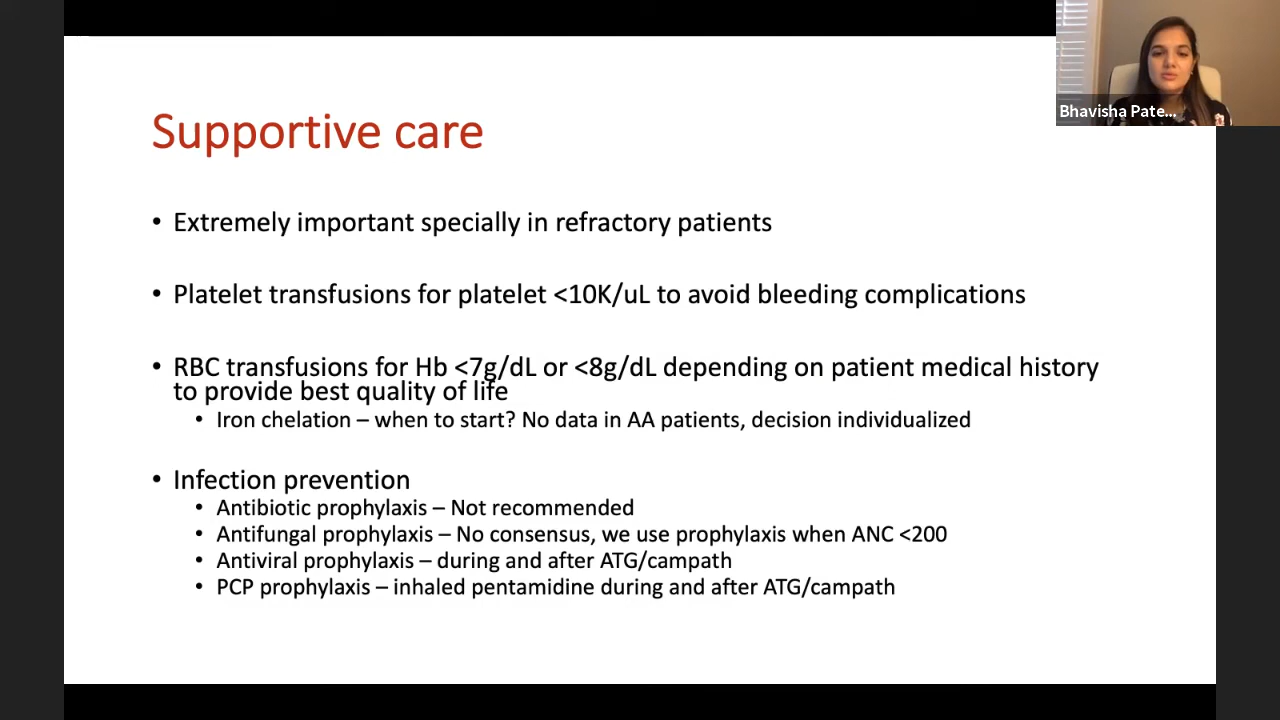 Bhavisha Pate...
Supportive care
• Extremely important specially in refractory patients
• Platelet transfusions for platelet <10K/uL to avoid bleeding complications
• RBC transfusions for Hb <7g/dL or <8g/dL depending on patient medical history
to provide best quality of life
• Iron chelation – when to start? No data in AA patients, decision individualized
• Infection prevention
• Antibiotic prophylaxis – Not recommended
• Antifungal prophylaxis – No consensus, we use prophylaxis when ANC <200
• Antiviral prophylaxis – during and after ATG/campath
• PCP prophylaxis – inhaled pentamidine during and after ATG/campath